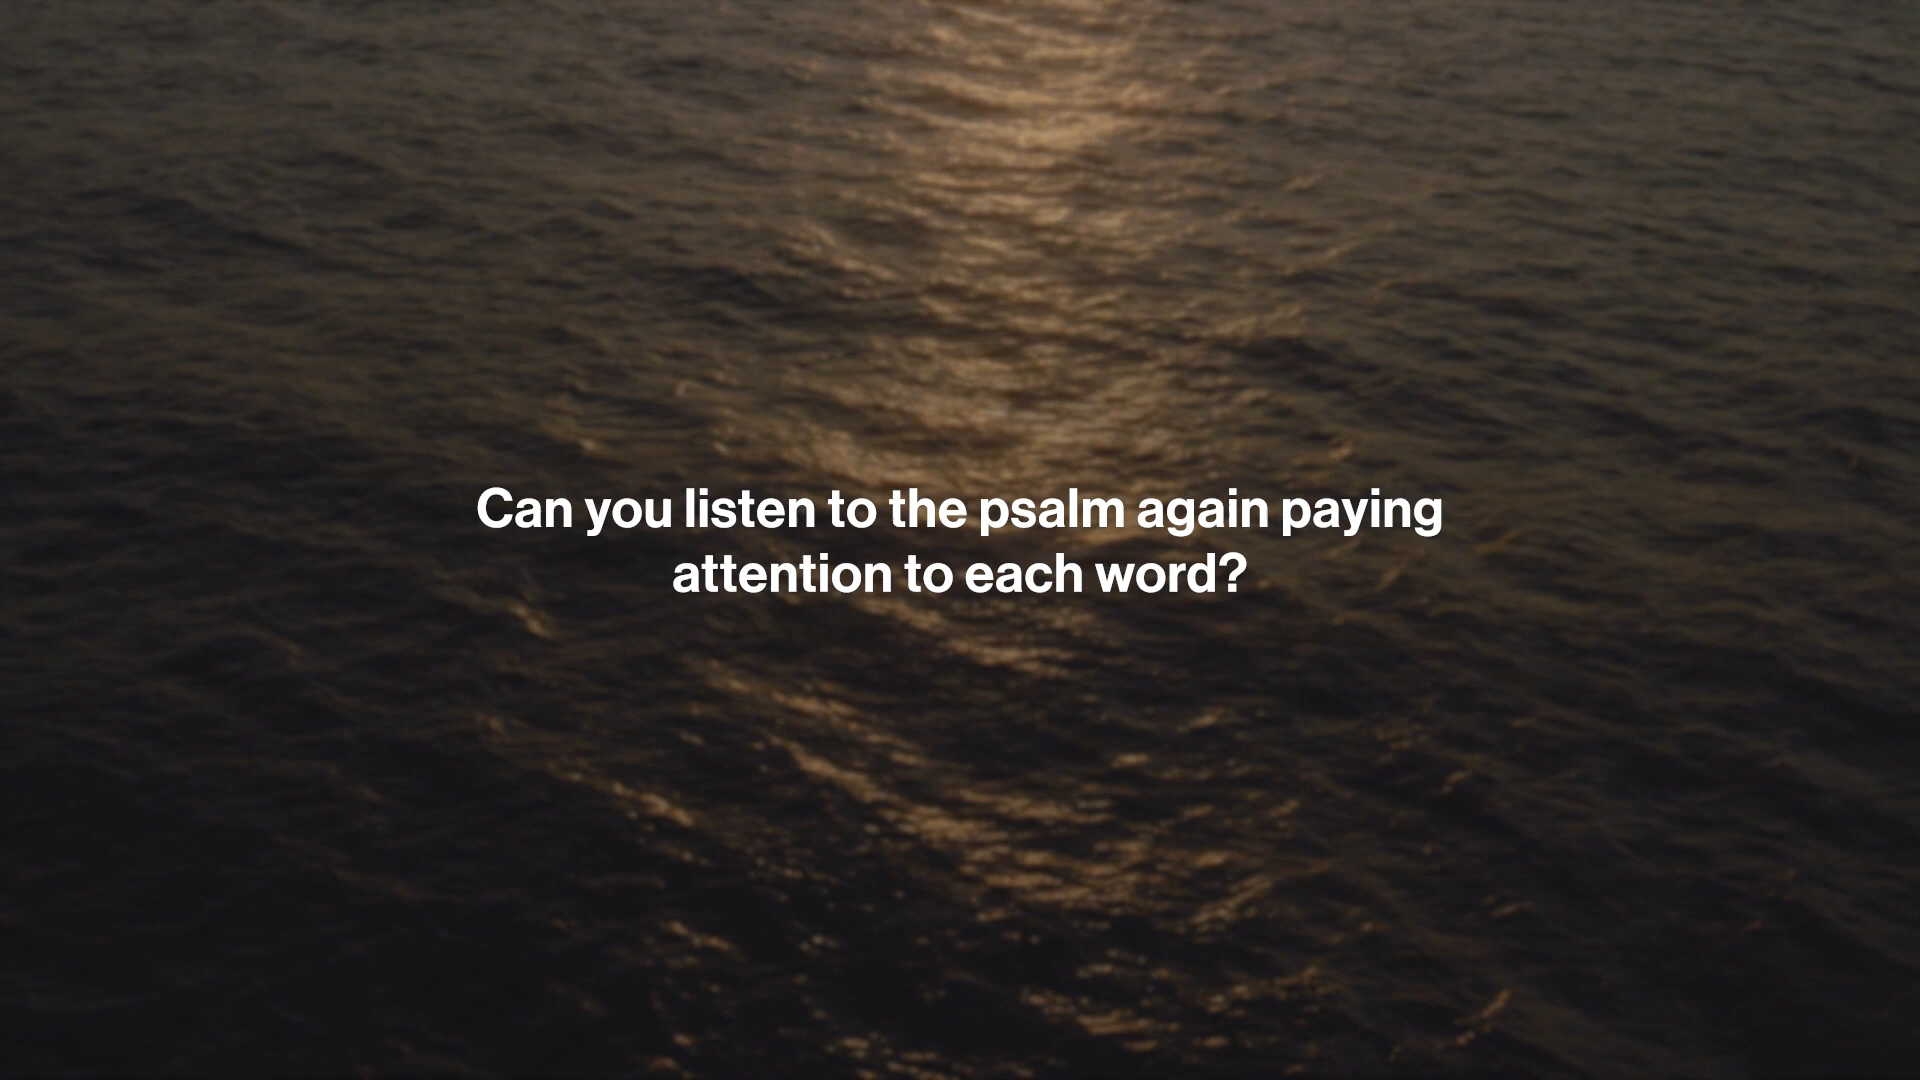 Can you listen to the psalm again paying
attention to each word?